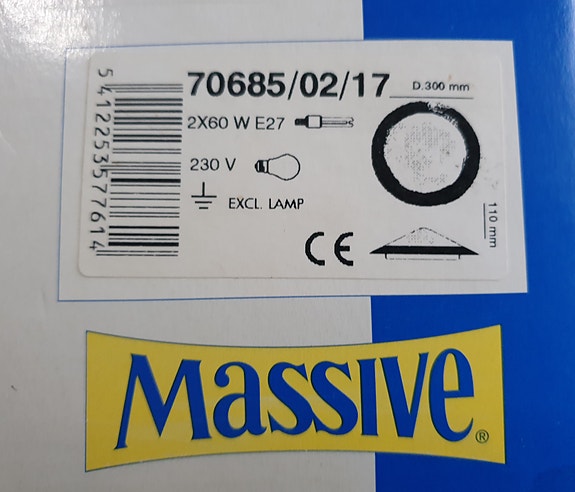 5412253577614
70685/02/17
D.300 mm
2X60 W E27
230 V
EXCL. LAMP
110 mm
CE
Massive®